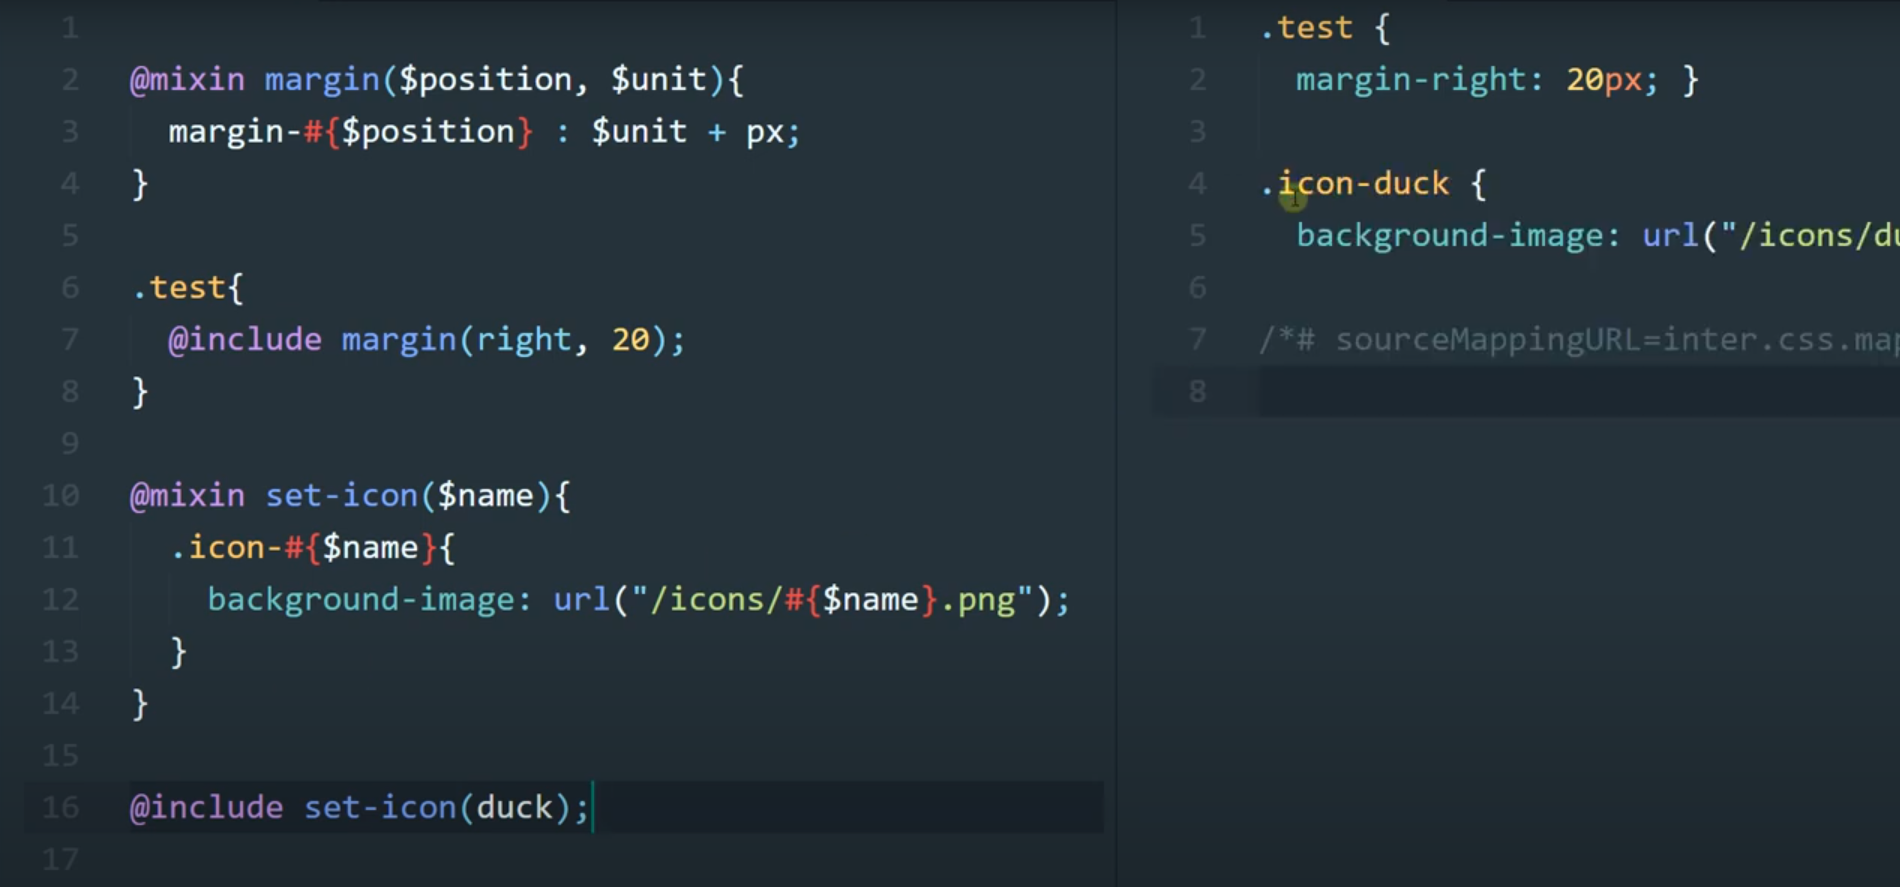 1
2 @mixin margin($position, $unit){
3 margin-#{$position} : $unit + px;
4 }
5
6 .test{
7 @include margin(right, 20);
8 }
9
10 @mixin set-icon($name){
11 .icon-#{$name}{
12 background-image: url("/icons/#{$name}.png");
13 }
14 }
15
16 @include set-icon(duck);
17
1 .test {
2 margin-right: 20px; }
3
4 .icon-duck {
5 background-image: url("/icons/du
6
7 /*# sourceMappingURL=inter.css.map
8